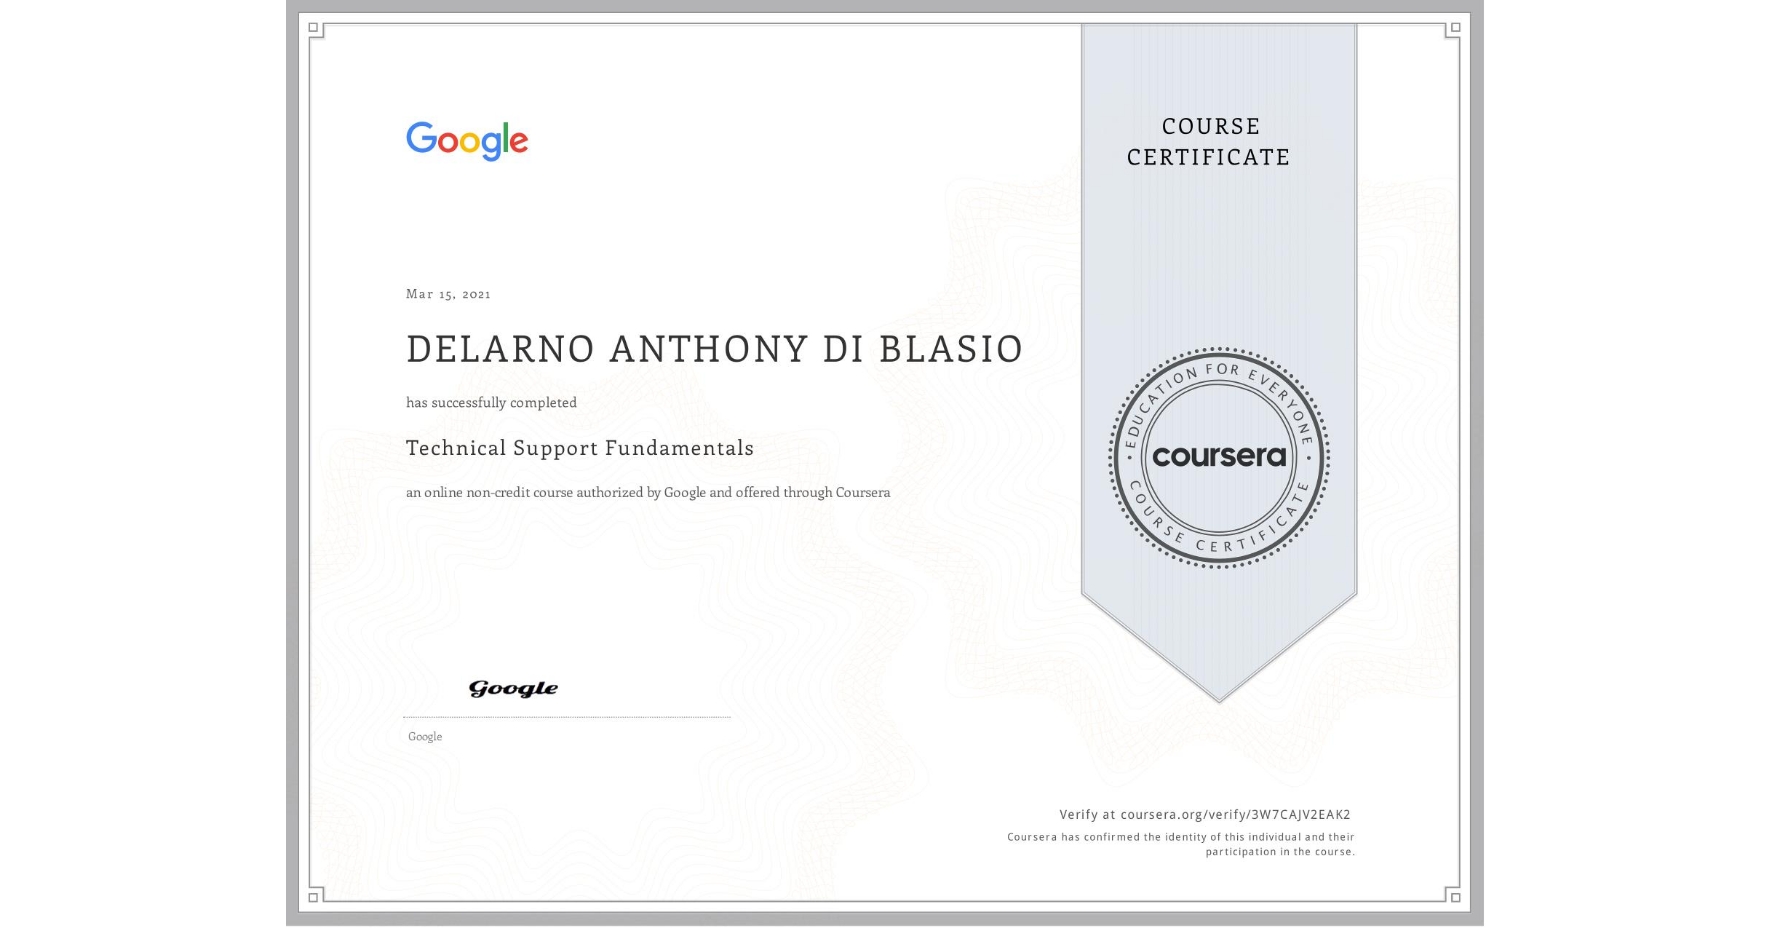 Google
COURSE
CERTIFICATE
Mar 15, 2021
DELARNO ANTHONY DI BLASIO
has successfully completed
Technical Support Fundamentals
an online non-credit course authorized by Google and offered through Coursera
EDUCATION FOR EVERYONE
coursera
COURSE CERTIFICATE
Google
Google
Verify at coursera.org/verify/3W7CAJV2EAK2
Coursera has confirmed the identity of this individual and their
participation in the course.